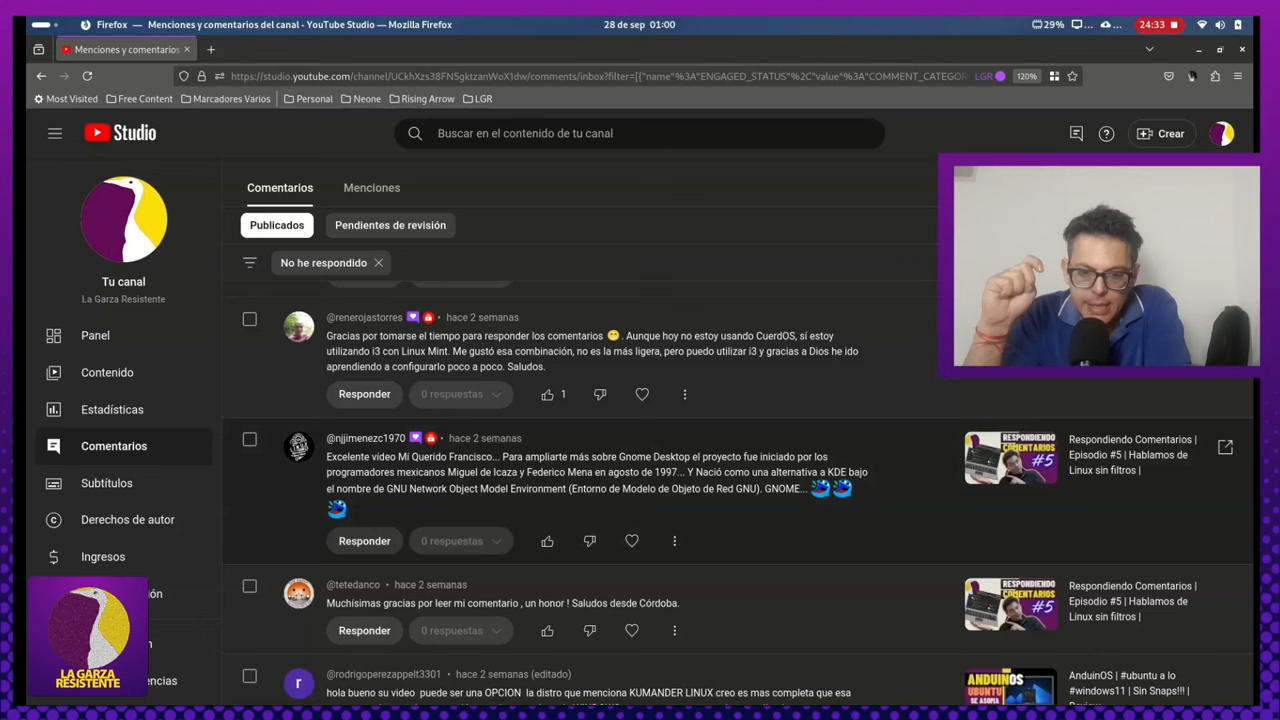 Firefox — Menciones y comentarios del canal - YouTube Studio — Mozilla Firefox
28 de sep 01:00
29%
24:33
Menciones y comentarios
https://studio.youtube.com/channel/UCkhXzs38FN5gktzanWoX1dw/comments/inbox?filter=[{"name"%3A"ENGAGED_STATUS"%2C"value"%3A"COMMENT_CATEGOR
LGR
120%
Most Visited
Free Content
Marcadores Varios
Personal
Neone
Rising Arrow
LGR
Studio
Buscar en el contenido de tu canal
Crear
Tu canal
La Garza Resistente
Panel
Contenido
Estadísticas
Comentarios
Subtítulos
Derechos de autor
Ingresos
LA GARZA
RESISTENTE
Comentarios
Menciones
Publicados
Pendientes de revisión
No he respondido
@renerojastorres • hace 2 semanas
Gracias por tomarse el tiempo para responder los comentarios 😁 . Aunque hoy no estoy usando CuerdOS, sí estoy
utilizando i3 con Linux Mint. Me gustó esa combinación, no es la más ligera, pero puedo utilizar i3 y gracias a Dios he ido
aprendiendo a configurarlo poco a poco. Saludos.
Responder
0 respuestas
1
@njjimenezc1970 • hace 2 semanas
vídeo Mi Querido Francisco... Para ampliarte más sobre Gnome Desktop el proyecto fue iniciado por los
programadores mexicanos Miguel de Icaza y Federico Mena en agosto de 1997... Y Nació como una alternativa a KDE bajo
el nombre de GNU Network Object Model Environment (Entorno de Modelo de Objeto de Red GNU). GNOME...
Responder
0 respuestas
RESPONDIENDO
COMENTARIOS
#5
Respondiendo Comentarios |
Episodio #5 | Hablamos de
Linux sin filtros |
@tetedanco • hace 2 semanas
Muchísimas gracias por leer mi comentario , un honor ! Saludos desde Córdoba.
Responder
0 respuestas
RESPONDIENDO
COMENTARIOS
#5
Respondiendo Comentarios |
Episodio #5 | Hablamos de
Linux sin filtros |
r
@rodrigoperezappelt3301 • hace 2 semanas (editado)
hola bueno su video puede ser una OPCION la distro que menciona KUMANDER LINUX creo es mas completa que esa
ANDUINOS
UBUNTU
SE ASOMA
AnduinOS | #ubuntu a lo
#windows11 | Sin Snaps!!! |